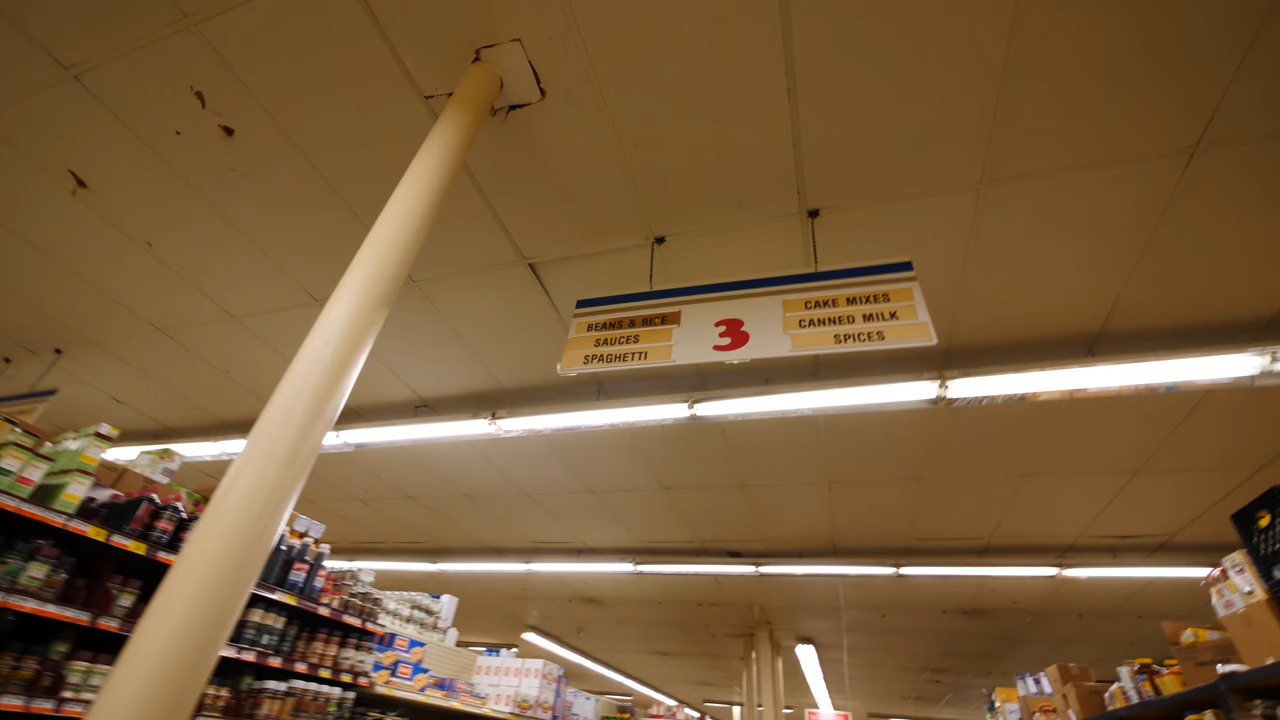 BEANS & RICE
SAUCES
SPAGHETTI
3
CAKE MIXES
CANNED MILK
SPICES